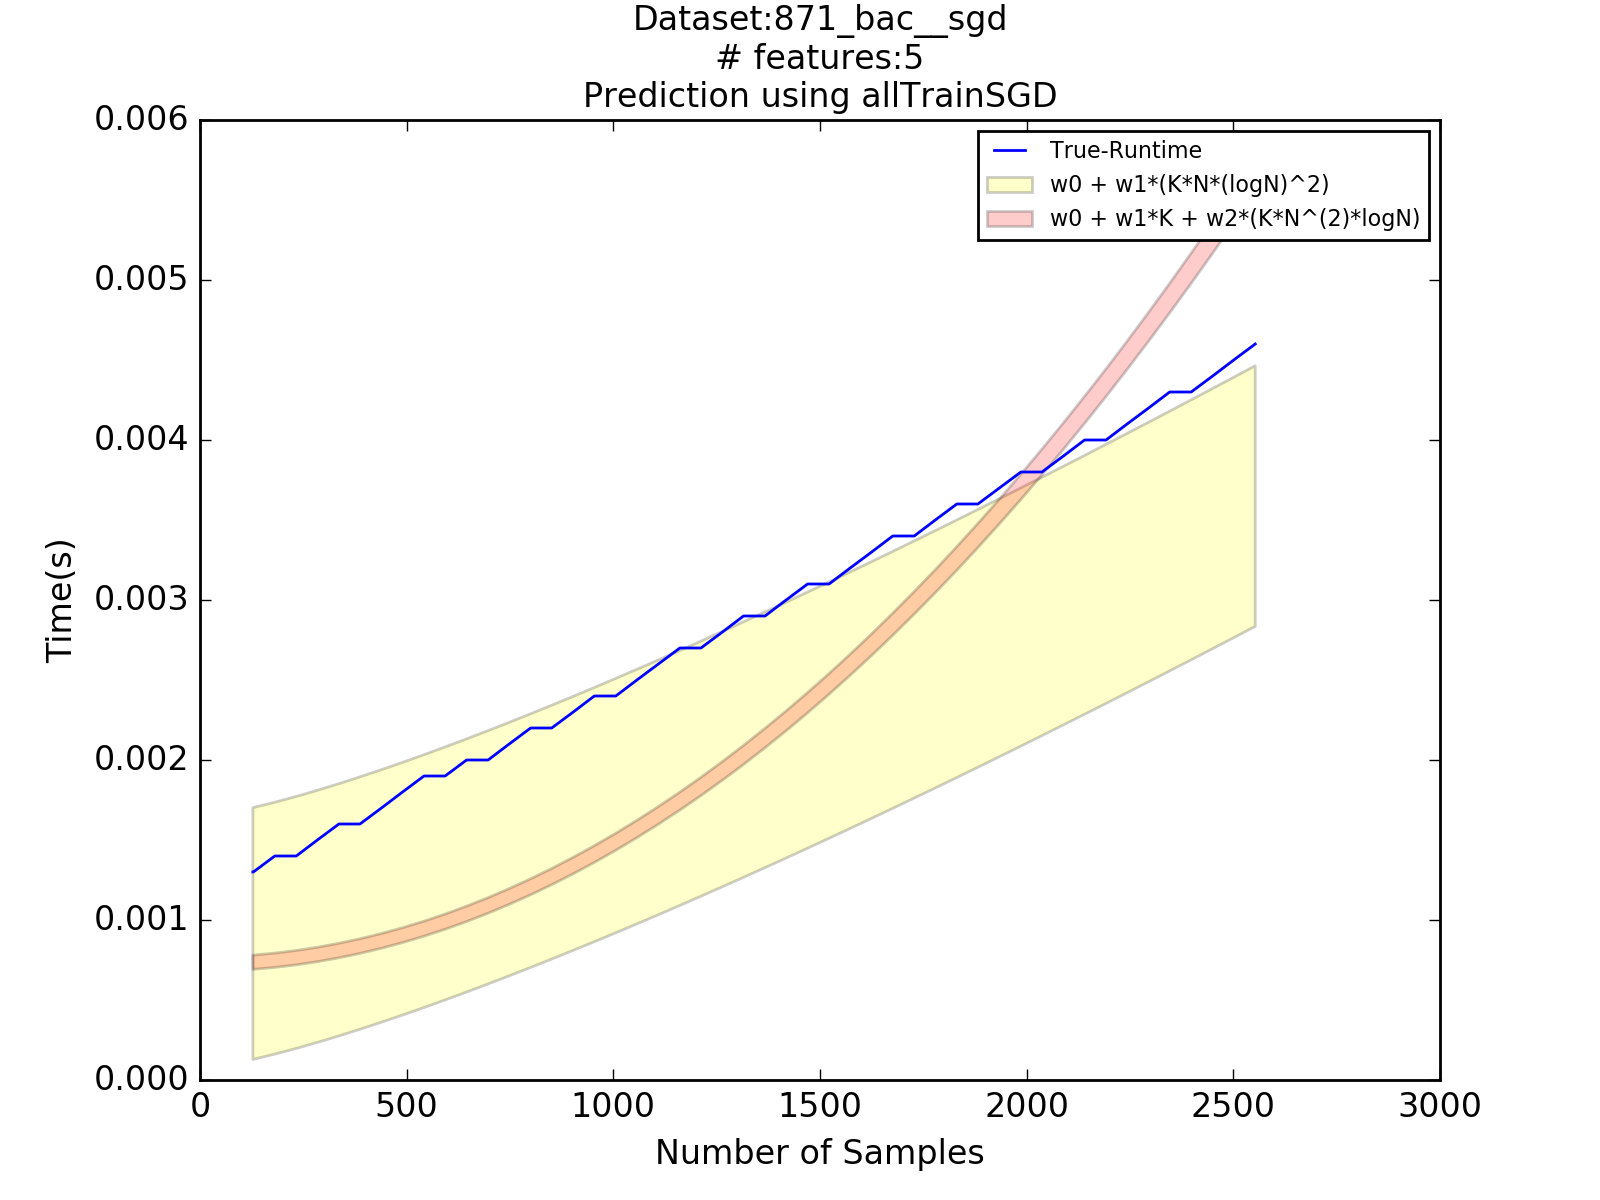 Dataset:871_bac__sgd
# features:5
Prediction using allTrainSGD
0.006
0.005
0.004
0.003
0.002
0.001
0.000
Time(s)
True-Runtime
w0 + w1*(K*N*(logN)^2)
w0 + w1*K + w2*(K*N^(2)*logN)
0 500 1000 1500 2000 2500 3000
Number of Samples